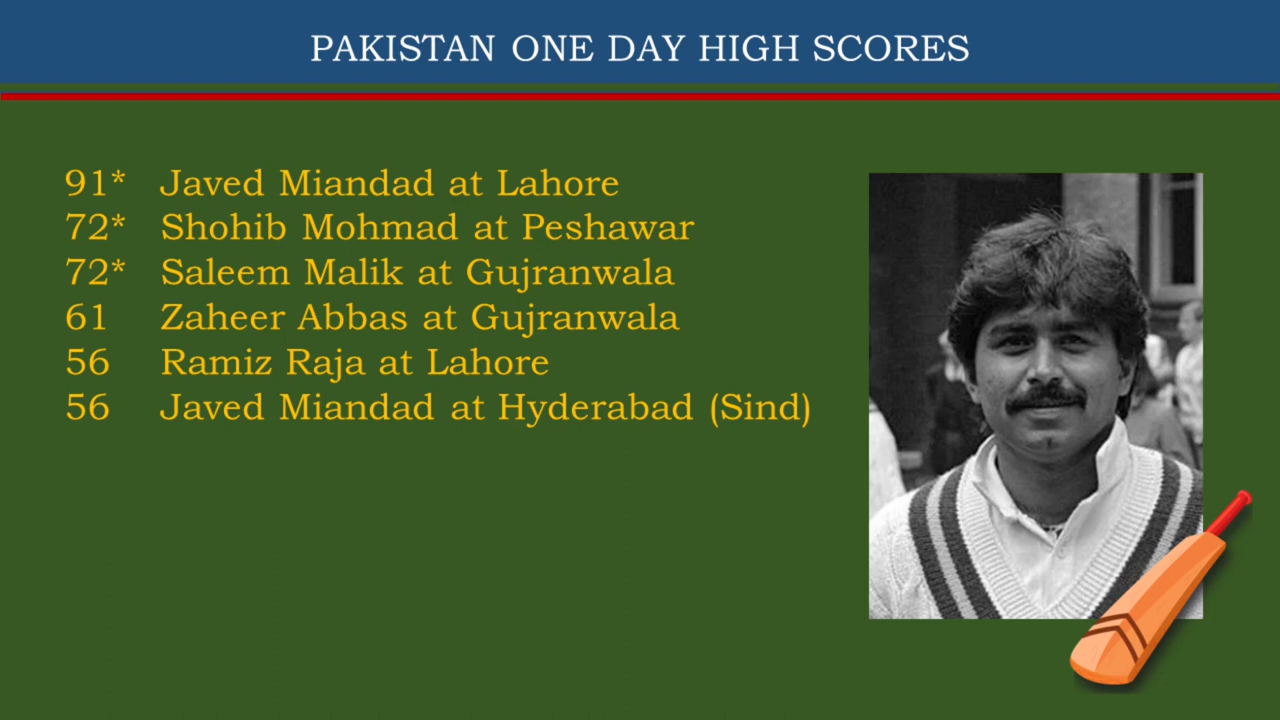 PAKISTAN ONE DAY HIGH SCORES
91* Javed Miandad at Lahore
72* Shohib Mohmad at Peshawar
72* Saleem Malik at Gujranwala
61 Zaheer Abbas at Gujranwala
56 Ramiz Raja at Lahore
56 Javed Miandad at Hyderabad (Sind)